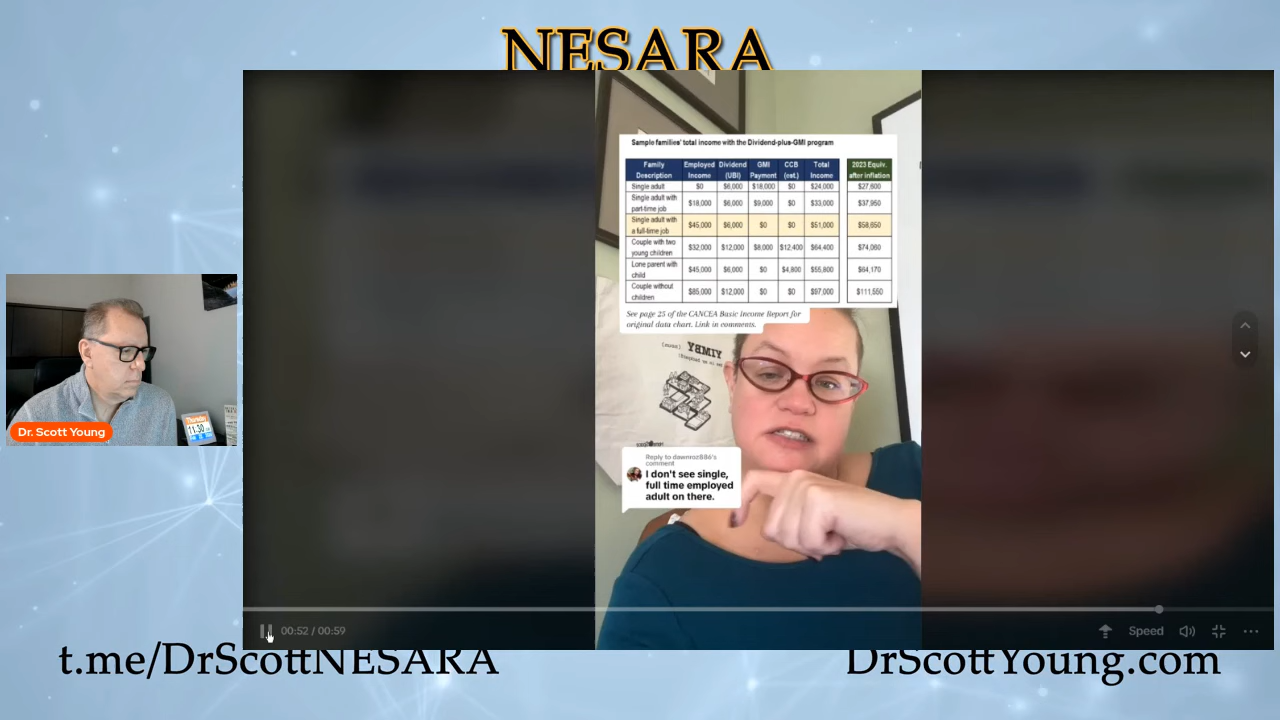 NESARA
Sample families' total income with the Dividend-plus-GMI program
Family Description Employed Income Dividend (UBI) GMI Payment CCB (est.) Total Income 2023 Equiv. after inflation
Single adult $0 $6,000 $18,000 $0 $24,000 $27,600
Single adult with part-time job $18,000 $6,000 $9,000 $0 $33,000 $37,950
Single adult with a full-time job $45,000 $6,000 $0 $0 $51,000 $58,650
Couple with two young children $32,000 $12,000 $8,000 $12,400 $64,400 $74,060
Lone parent with child $45,000 $6,000 $0 $4,800 $55,800 $64,170
Couple without children $85,000 $12,000 $0 $0 $97,000 $111,550
See page 25 of the CANCEA Basic Income Report for
original data chart. Link in comments.
YIMBY
Reply to dawnroz886's
comment
I don't see single,
full time employed
adult on there.
Thursday
11:30
Dr. Scott Young
00:52 / 00:59
Speed
t.me/DrScottNESARA
DrScottYoung.com